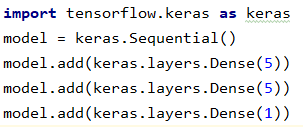 import tensorflow.keras as keras
model = keras.Sequential()
model.add(keras.layers.Dense(5))
model.add(keras.layers.Dense(5))
model.add(keras.layers.Dense(1))